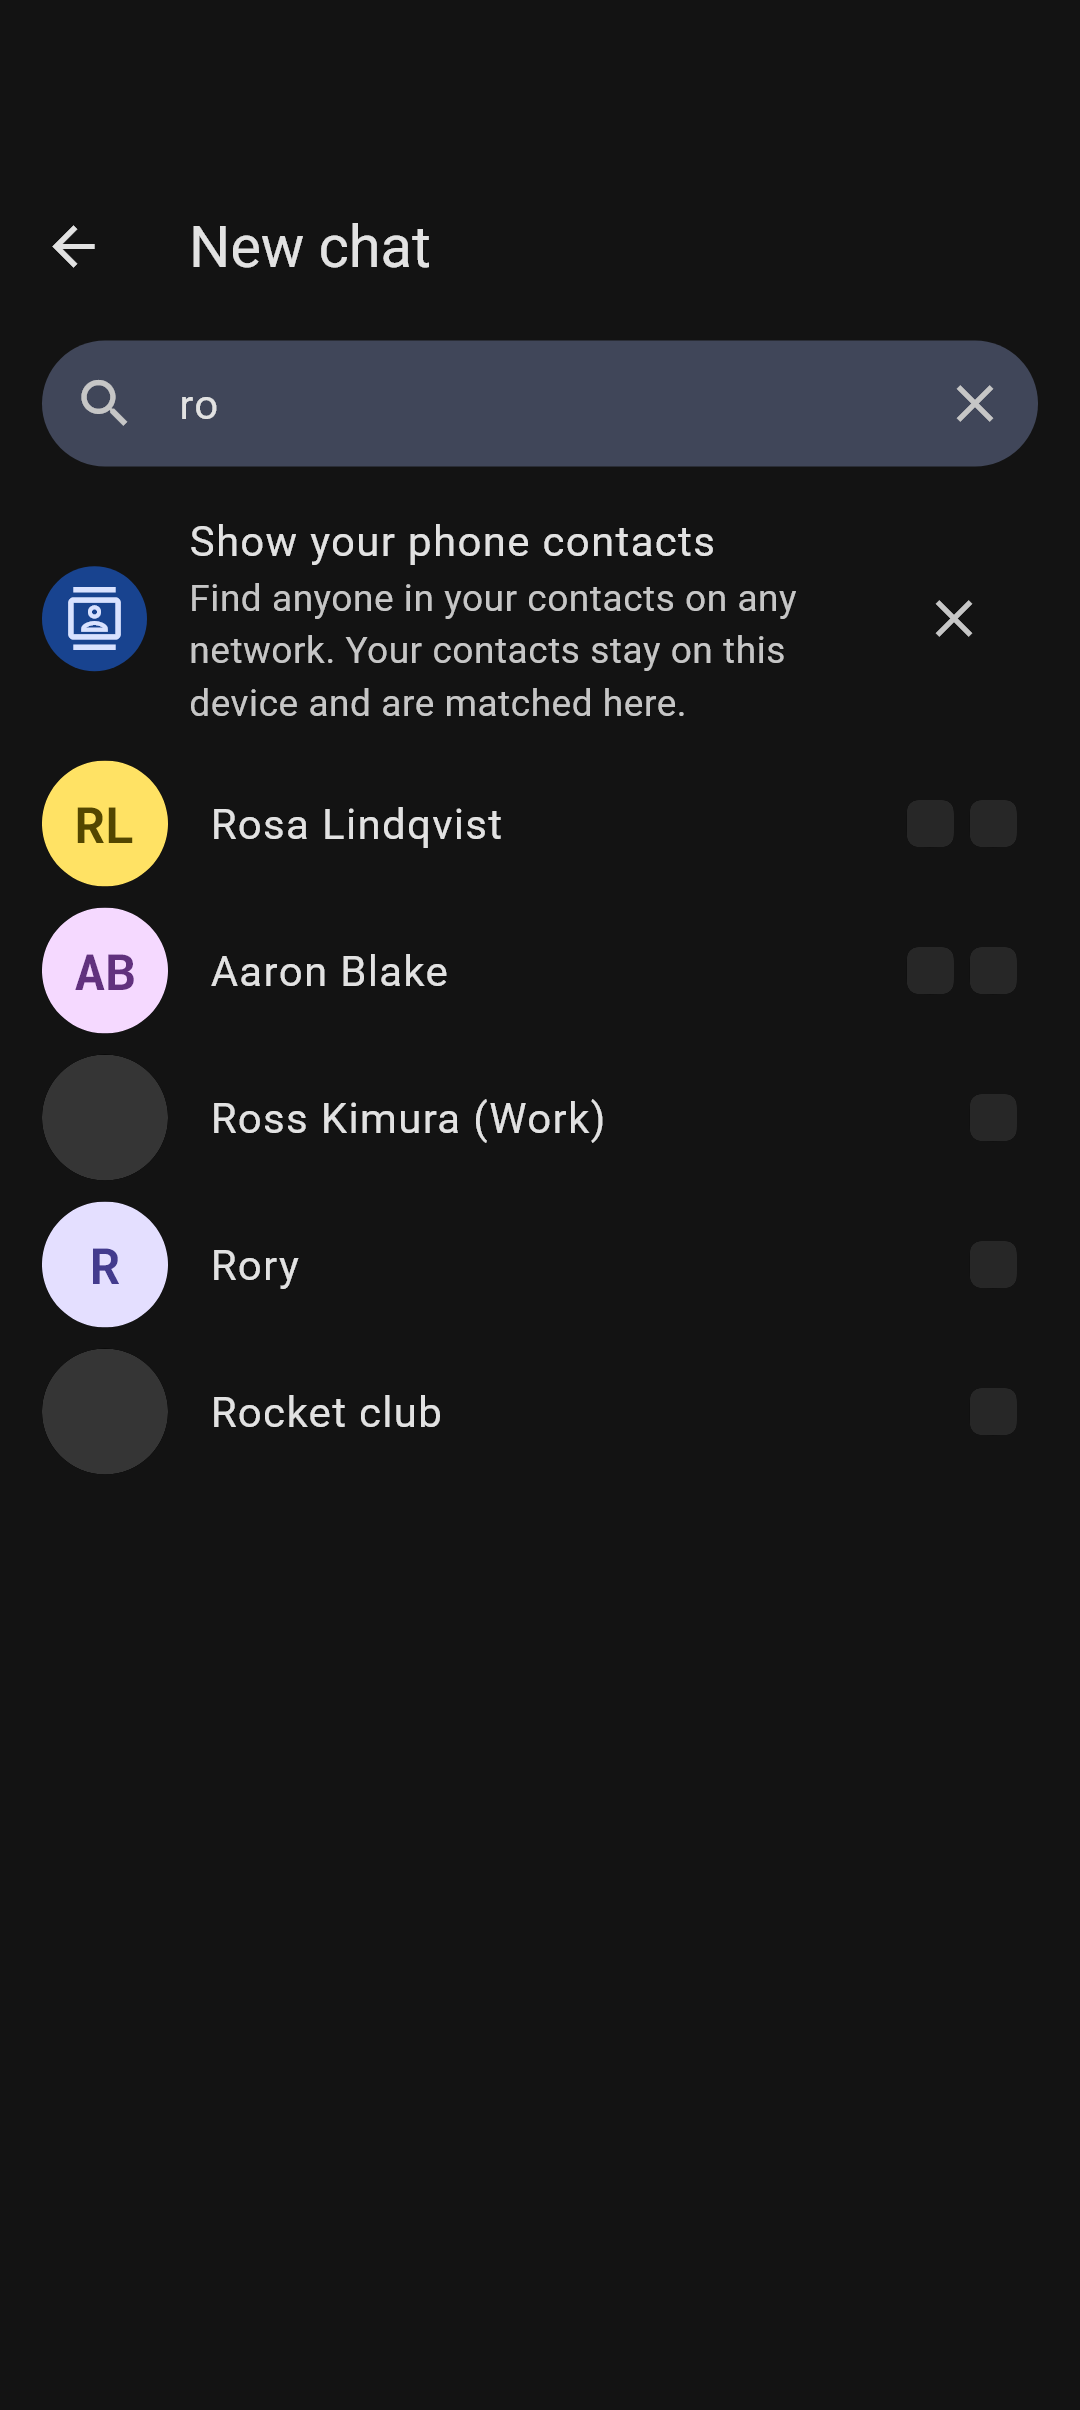 New chat
ro
Show your phone contacts
Find anyone in your contacts on any
network. Your contacts stay on this
device and are matched here.
RL Rosa Lindqvist
AB Aaron Blake
Ross Kimura (Work)
R Rory
Rocket club